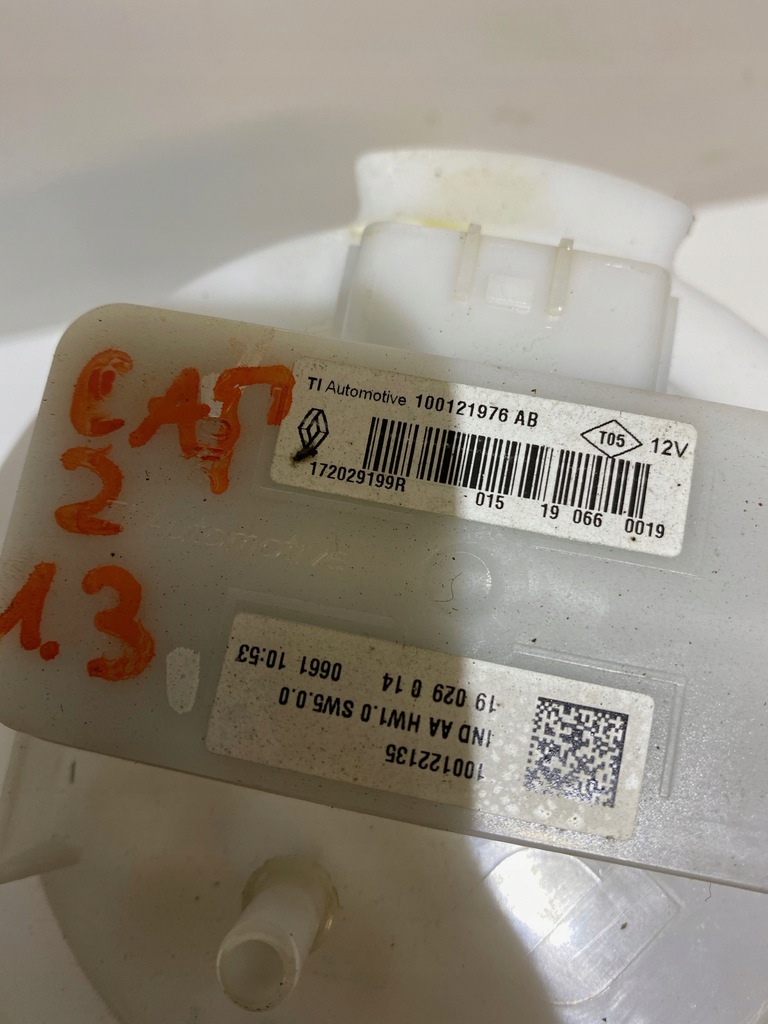 TI Automotive 100121976 AB
T05 12V
172029199R 015 19 066 0019
CAП
2
1.3
100122135
IND AA HW1.0 SW5.0.0
19 029 0 14 0661 10:53